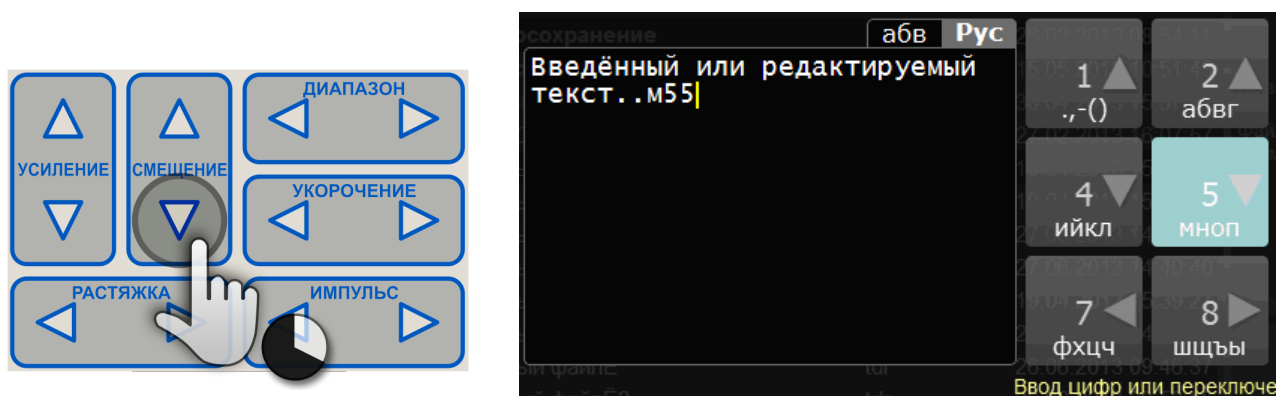 ДИАПАЗОН
УСИЛЕНИЕ
СМЕЩЕНИЕ
УКОРОЧЕНИЕ
РАСТЯЖКА
ИМПУЛЬС
абв Рус
Введённый или редактируемый
текст..м55
1
.,-()
2
абвг
4
ийкл
5
мноп
7
фхцч
8
шщъы
Ввод цифр или переключе